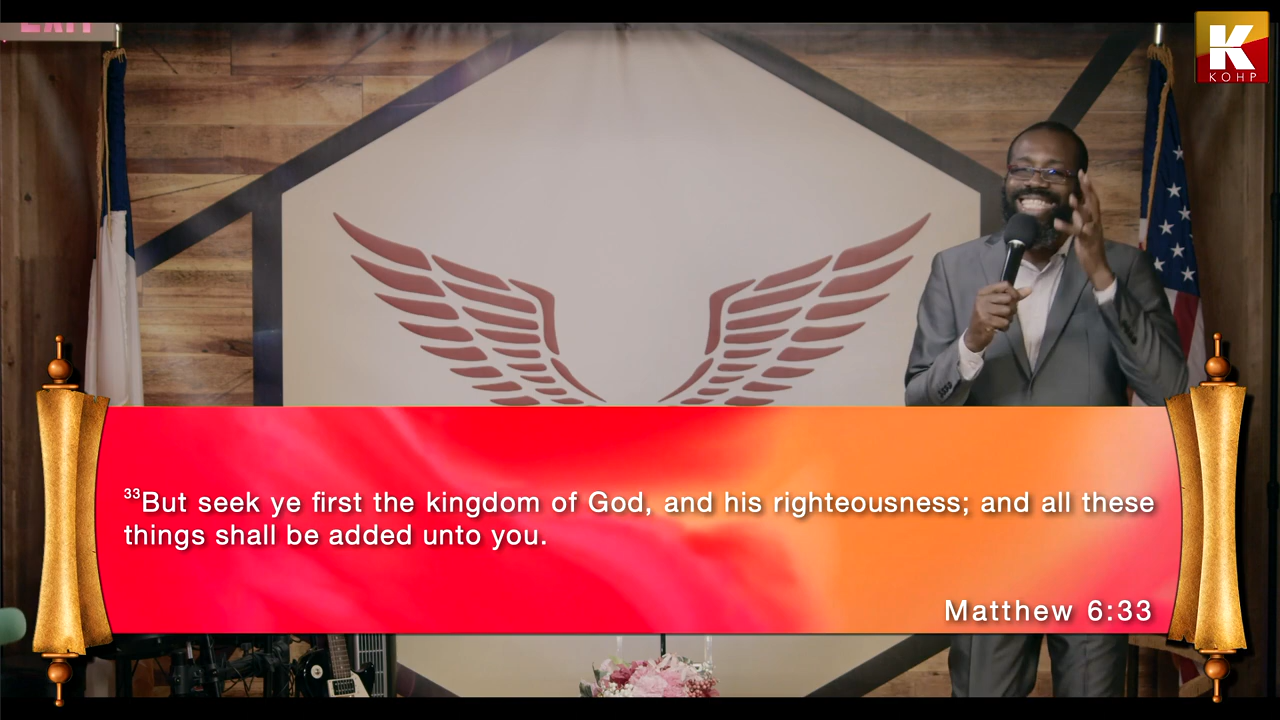 EXIT
K
KOHP
33But seek ye first the kingdom of God, and his righteousness; and all these
things shall be added unto you.
Matthew 6:33